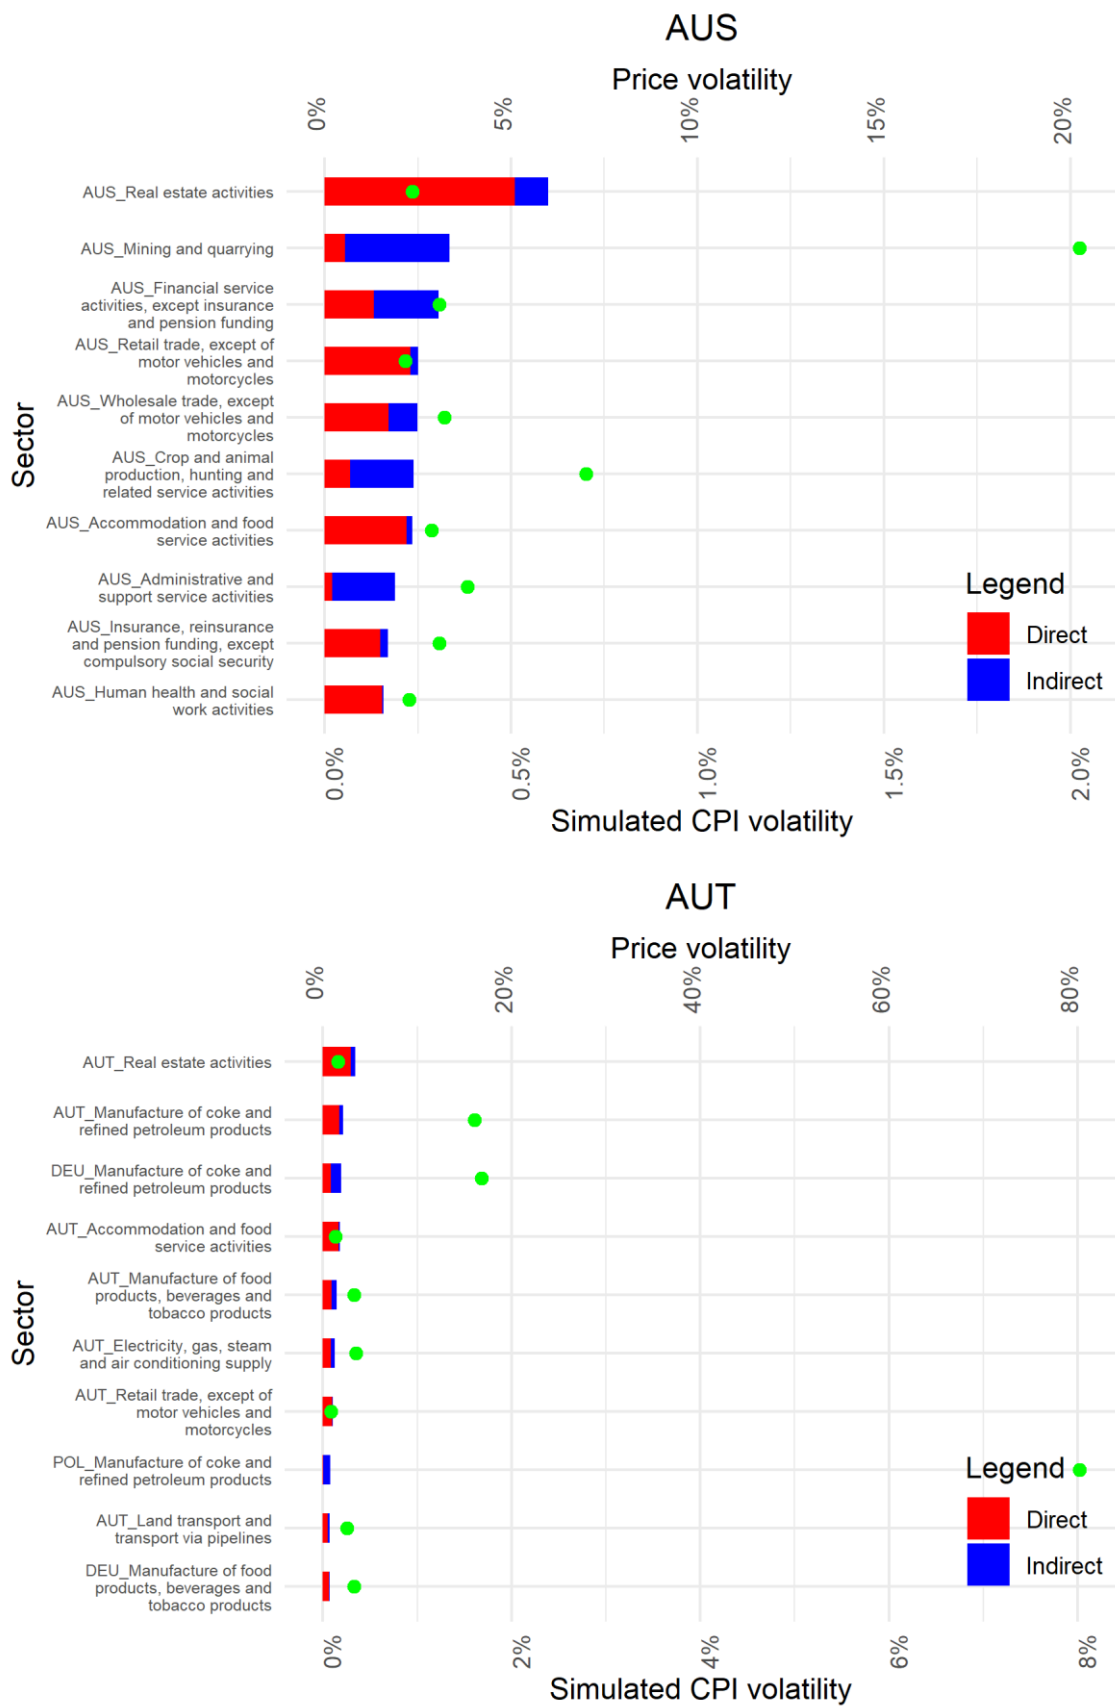 AUS
Price volatility
0%
5%
10%
15%
20%
Sector
AUS_Real estate activities
AUS_Mining and quarrying
AUS_Financial service
activities, except insurance
and pension funding
AUS_Retail trade, except of
motor vehicles and
motorcycles
AUS_Wholesale trade, except
of motor vehicles and
motorcycles
AUS_Crop and animal
production, hunting and
related service activities
AUS_Accommodation and food
service activities
AUS_Administrative and
support service activities
AUS_Insurance, reinsurance
and pension funding, except
compulsory social security
AUS_Human health and social
work activities
Legend
Direct
Indirect
0.0%
0.5%
1.0%
1.5%
2.0%
Simulated CPI volatility
AUT
Price volatility
0%
20%
40%
60%
80%
Sector
AUT_Real estate activities
AUT_Manufacture of coke and
refined petroleum products
DEU_Manufacture of coke and
refined petroleum products
AUT_Accommodation and food
service activities
AUT_Manufacture of food
products, beverages and
tobacco products
AUT_Electricity, gas, steam
and air conditioning supply
AUT_Retail trade, except of
motor vehicles and
motorcycles
POL_Manufacture of coke and
refined petroleum products
AUT_Land transport and
transport via pipelines
DEU_Manufacture of food
products, beverages and
tobacco products
Legend
Direct
Indirect
0%
2%
4%
6%
8%
Simulated CPI volatility